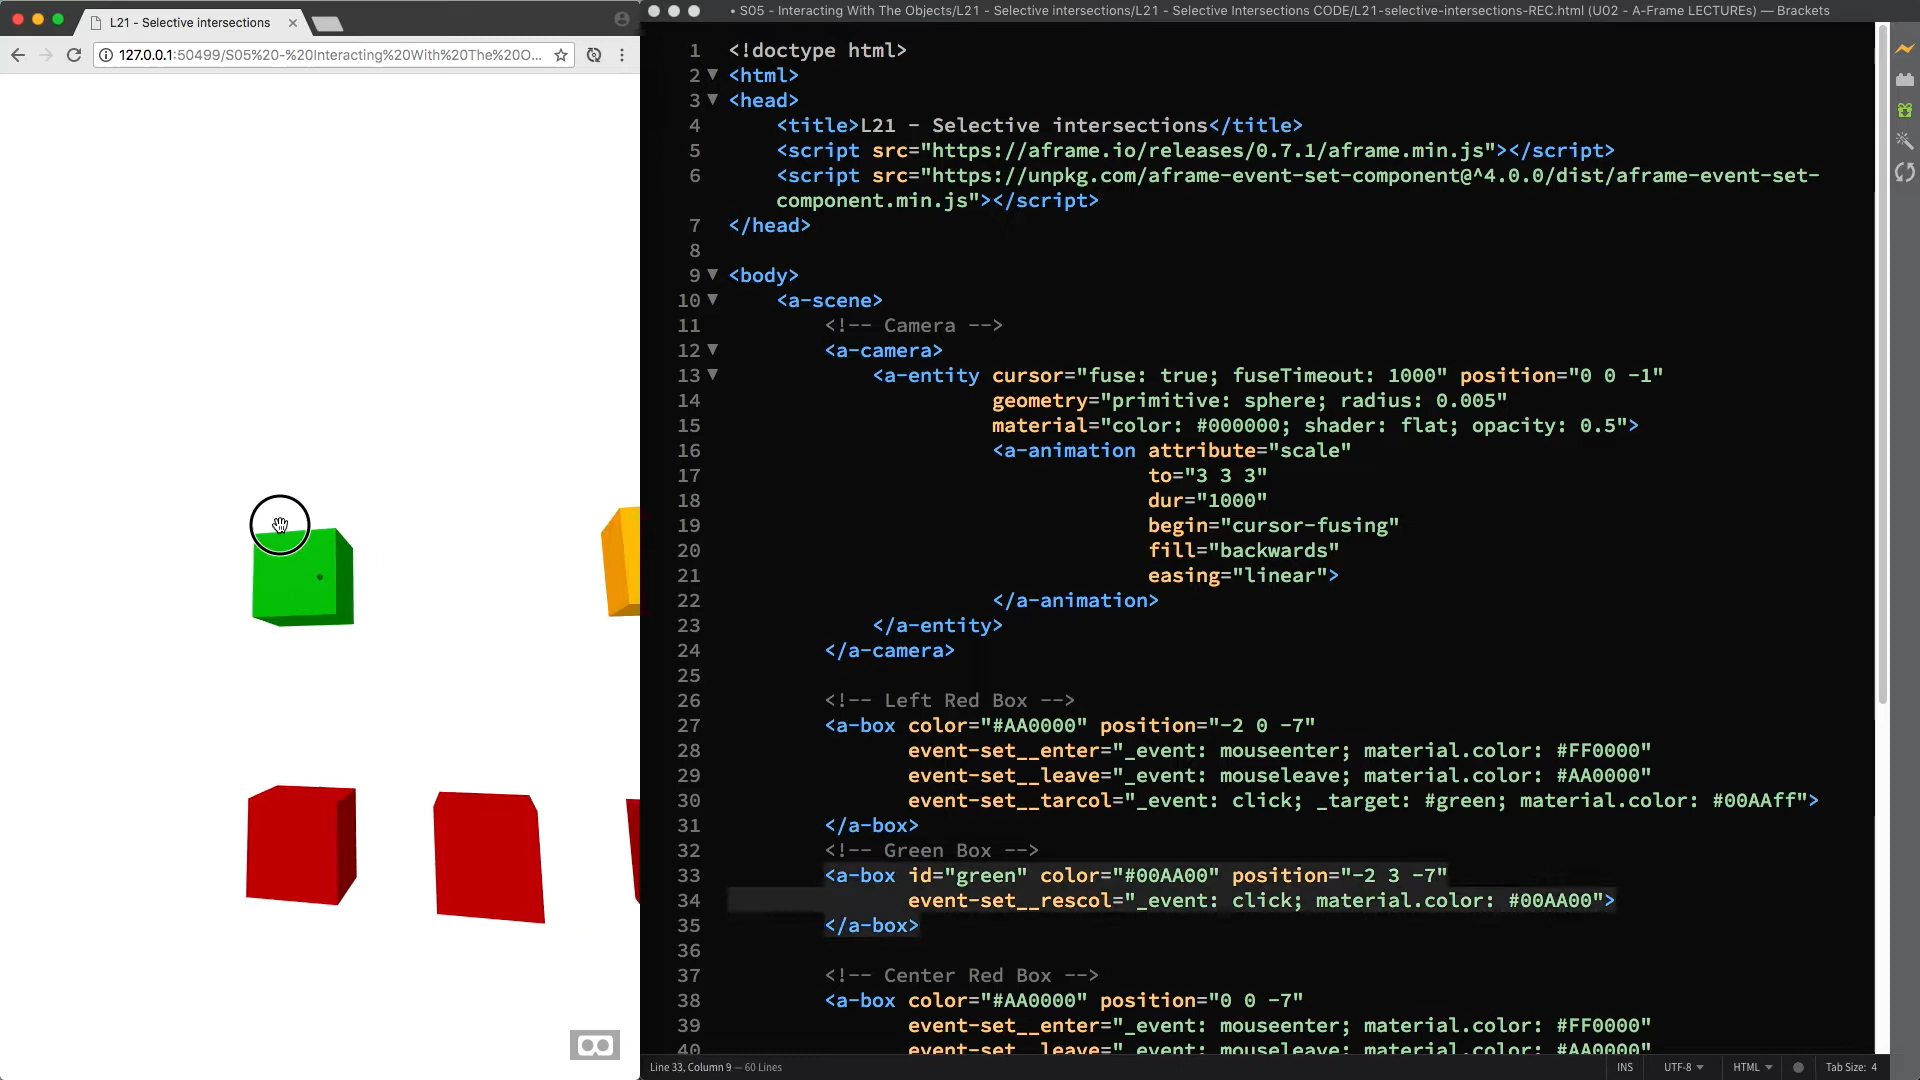 L21 - Selective intersections
127.0.0.1:50499/S05%20-%20Interacting%20With%20The%20O...
• S05 - Interacting With The Objects/L21 - Selective intersections/L21 - Selective Intersections CODE/L21-selective-intersections-REC.html (U02 - A-Frame LECTUREs) — Brackets
1 <!doctype html>
2 <html>
3 <head>
4 <title>L21 - Selective intersections</title>
5 <script src="https://aframe.io/releases/0.7.1/aframe.min.js"></script>
6 <script src="https://unpkg.com/aframe-event-set-component@^4.0.0/dist/aframe-event-set-
component.min.js"></script>
7 </head>
8
9 <body>
10 <a-scene>
11 <!-- Camera -->
12 <a-camera>
13 <a-entity cursor="fuse: true; fuseTimeout: 1000" position="0 0 -1"
14 geometry="primitive: sphere; radius: 0.005"
15 material="color: #000000; shader: flat; opacity: 0.5">
16 <a-animation attribute="scale"
17 to="3 3 3"
18 dur="1000"
19 begin="cursor-fusing"
20 fill="backwards"
21 easing="linear">
22 </a-animation>
23 </a-entity>
24 </a-camera>
25
26 <!-- Left Red Box -->
27 <a-box color="#AA0000" position="-2 0 -7"
28 event-set__enter="_event: mouseenter; material.color: #FF0000"
29 event-set__leave="_event: mouseleave; material.color: #AA0000"
30 event-set__tarcol="_event: click; _target: #green; material.color: #00AAff">
31 </a-box>
32 <!-- Green Box -->
33 <a-box id="green" color="#00AA00" position="-2 3 -7"
34 event-set__rescol="_event: click; material.color: #00AA00">
35 </a-box>
36
37 <!-- Center Red Box -->
38 <a-box color="#AA0000" position="0 0 -7"
39 event-set__enter="_event: mouseenter; material.color: #FF0000"
40 event-set__leave="_event: mouseleave; material.color: #AA0000"
Line 33, Column 9 — 60 Lines
INS
UTF-8
HTML
Tab Size: 4